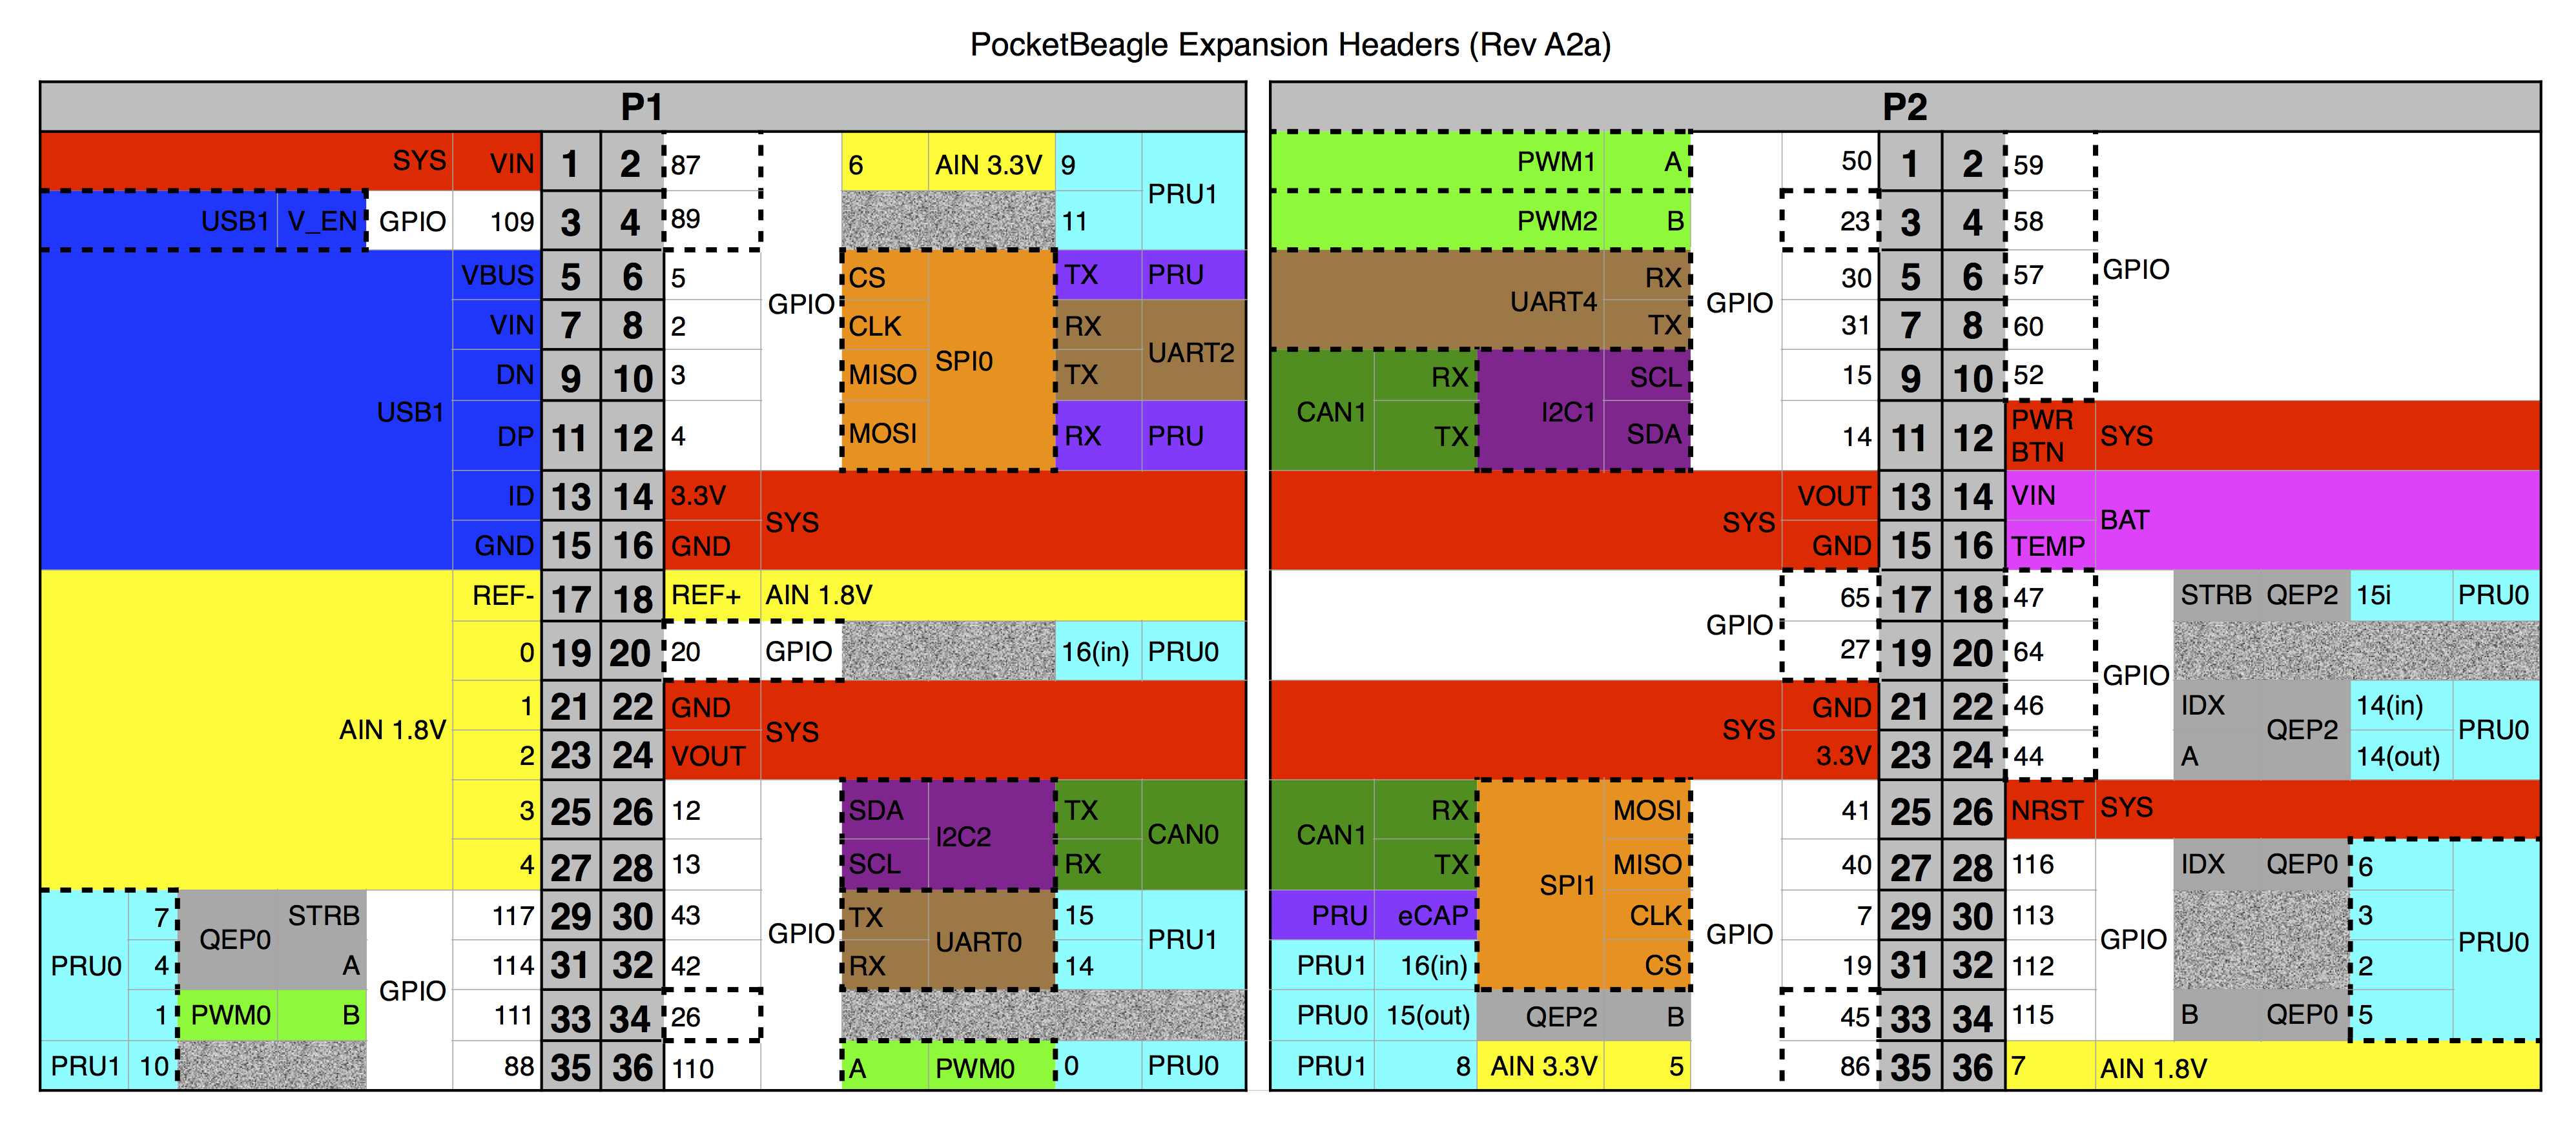 PocketBeagle Expansion Headers (Rev A2a)
P1
SYS VIN 1 2 87 6 AIN 3.3V 9 PRU1
USB1 V_EN GPIO 109 3 4 89 11
VBUS 5 6 5 GPIO CS TX PRU
VIN 7 8 2 CLK SPI0 RX UART2
DN 9 10 3 MISO TX
USB1 DP 11 12 4 MOSI RX PRU
ID 13 14 3.3V SYS
GND 15 16 GND
REF- 17 18 REF+ AIN 1.8V
0 19 20 20 GPIO 16(in) PRU0
1 21 22 GND SYS
AIN 1.8V 2 23 24 VOUT
3 25 26 12 SDA I2C2 TX CAN0
4 27 28 13 SCL RX
PRU0 7 QEP0 STRB GPIO 117 29 30 43 GPIO TX UART0 15 PRU1
4 A 114 31 32 42 RX 14
1 PWM0 B 111 33 34 26
PRU1 10 88 35 36 110 A PWM0 0 PRU0
P2
PWM1 A 50 1 2 59 GPIO
PWM2 B 23 3 4 58
UART4 RX GPIO 30 5 6 57
TX 31 7 8 60
CAN1 RX I2C1 SCL 15 9 10 52
TX SDA 14 11 12 PWR BTN SYS
SYS VOUT 13 14 VIN BAT
GND 15 16 TEMP
GPIO 65 17 18 47 GPIO STRB QEP2 15i PRU0
27 19 20 64
SYS GND 21 22 46 IDX QEP2 14(in) PRU0
3.3V 23 24 44 A 14(out)
CAN1 RX SPI1 MOSI GPIO 41 25 26 NRST SYS
TX MISO 40 27 28 116 GPIO IDX QEP0 6 PRU0
PRU eCAP CLK 7 29 30 113 3
PRU1 16(in) CS 19 31 32 112 2
PRU0 15(out) QEP2 B 45 33 34 115 B QEP0 5
PRU1 8 AIN 3.3V 5 86 35 36 7 AIN 1.8V